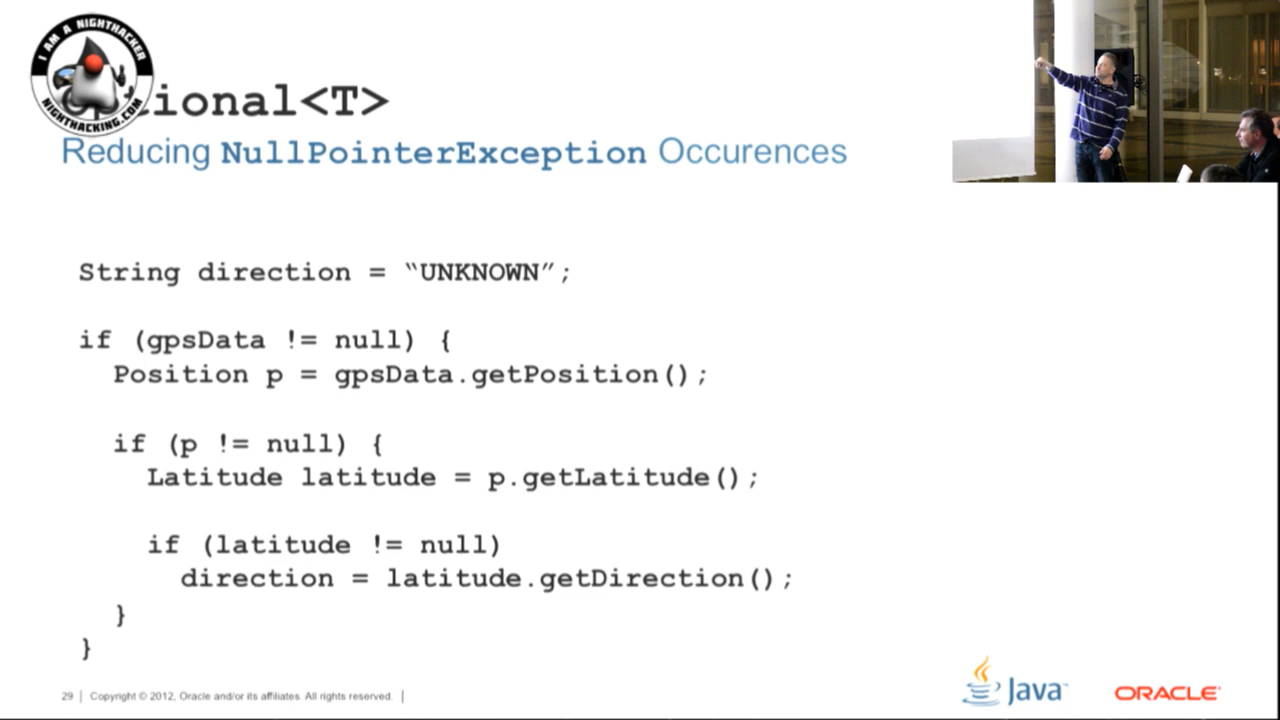 I AM A NIGHTHACKER
NIGHTHACKING.COM
ional<T>
Reducing NullPointerException Occurences
String direction = “UNKNOWN”;
if (gpsData != null) {
Position p = gpsData.getPosition();
if (p != null) {
Latitude latitude = p.getLatitude();
if (latitude != null)
direction = latitude.getDirection();
}
}
29 | Copyright © 2012, Oracle and/or its affiliates. All rights reserved. |
Java™
ORACLE®